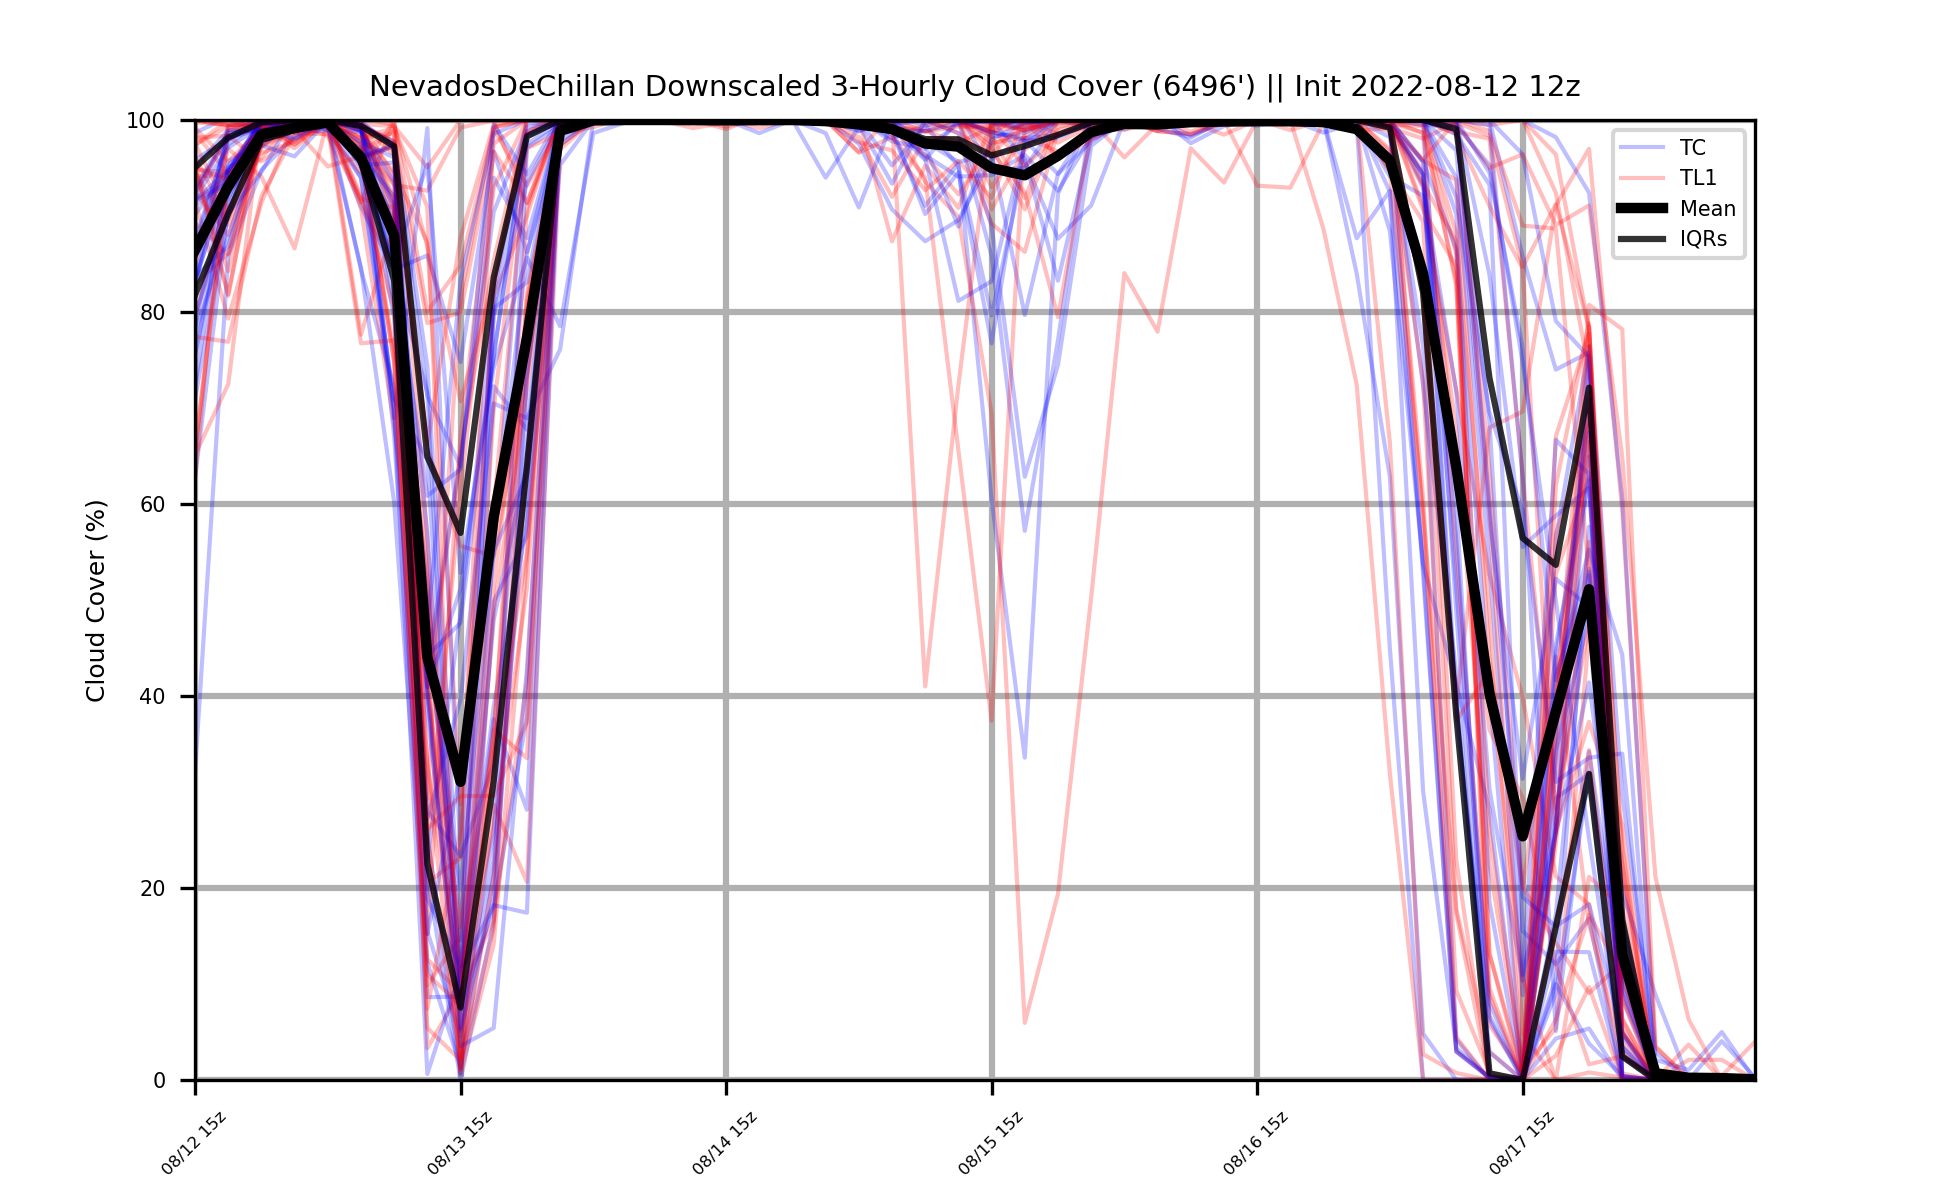 NevadosDeChillan Downscaled 3-Hourly Cloud Cover (6496') || Init 2022-08-12 12z
100
80
60
40
20
0
Cloud Cover (%)
TC
TL1
Mean
IQRs
08/12 15z
08/13 15z
08/14 15z
08/15 15z
08/16 15z
08/17 15z